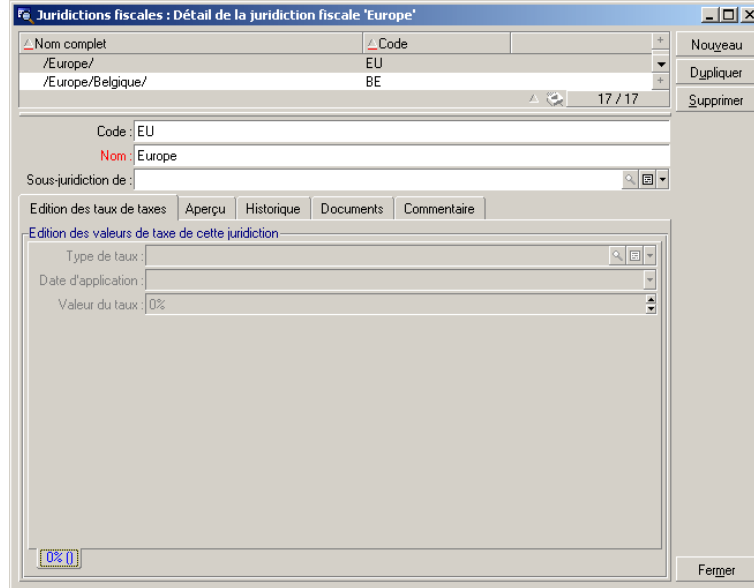 Juridictions fiscales : Détail de la juridiction fiscale 'Europe'
Nom complet Code
/Europe/ EU
/Europe/Belgique/ BE
17 / 17
Nouveau
Dupliquer
Supprimer
Code : EU
Nom : Europe
Sous-juridiction de :
Edition des taux de taxes Aperçu Historique Documents Commentaire
Edition des valeurs de taxe de cette juridiction
Type de taux :
Date d'application :
Valeur du taux : 0%
0% ()
Fermer